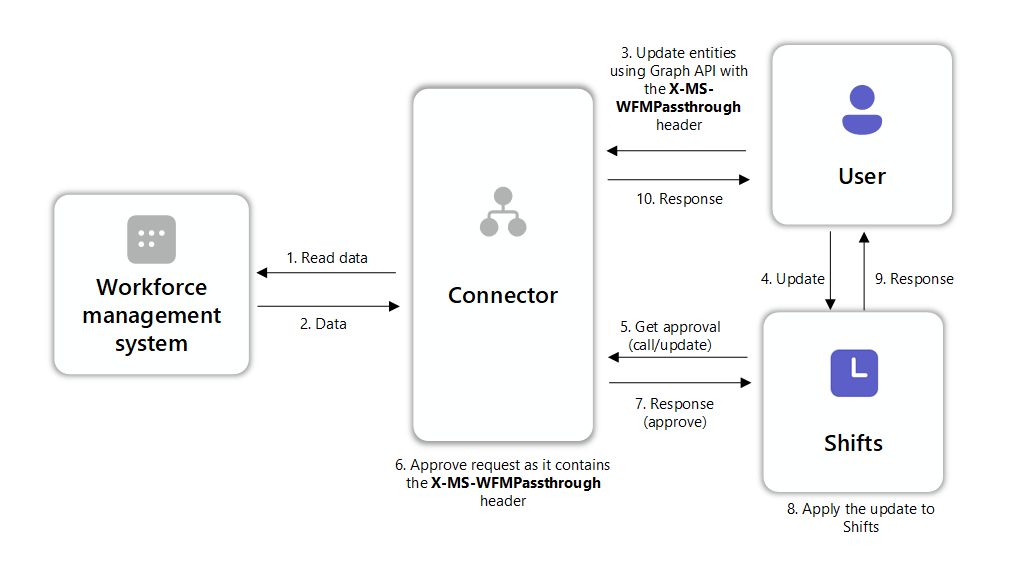 3. Update entities
using Graph API with
the X-MS-
WFMPassthrough
header
User
10. Response
1. Read data
Workforce
management
system
2. Data
Connector
4. Update
9. Response
5. Get approval
(call/update)
7. Response
(approve)
Shifts
6. Approve request as it contains
the X-MS-WFMPassthrough
header
8. Apply the update to
Shifts